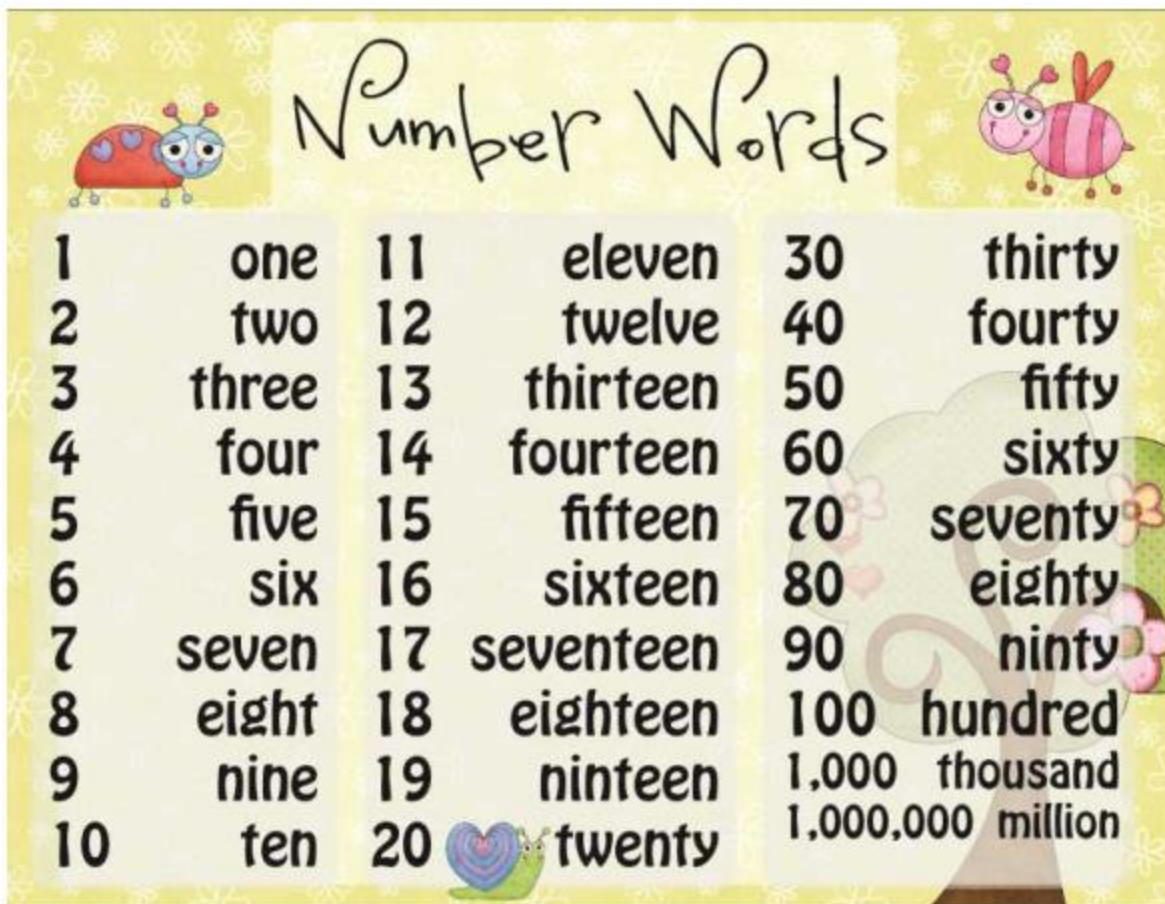 Number Words
1 one
2 two
3 three
4 four
5 five
6 six
7 seven
8 eight
9 nine
10 ten
11 eleven
12 twelve
13 thirteen
14 fourteen
15 fifteen
16 sixteen
17 seventeen
18 eighteen
19 ninteen
20 twenty
30 thirty
40 fourty
50 fifty
60 sixty
70 seventy
80 eighty
90 ninty
100 hundred
1,000 thousand
1,000,000 million